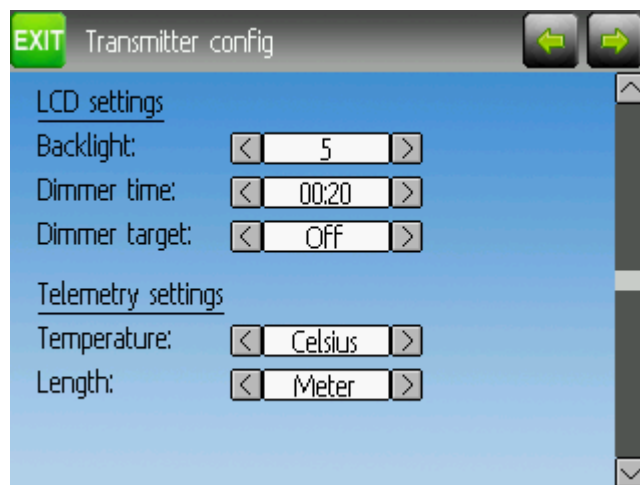 EXIT Transmitter config
LCD settings
Backlight: 5
Dimmer time: 00:20
Dimmer target: Off
Telemetry settings
Temperature: Celsius
Length: Meter